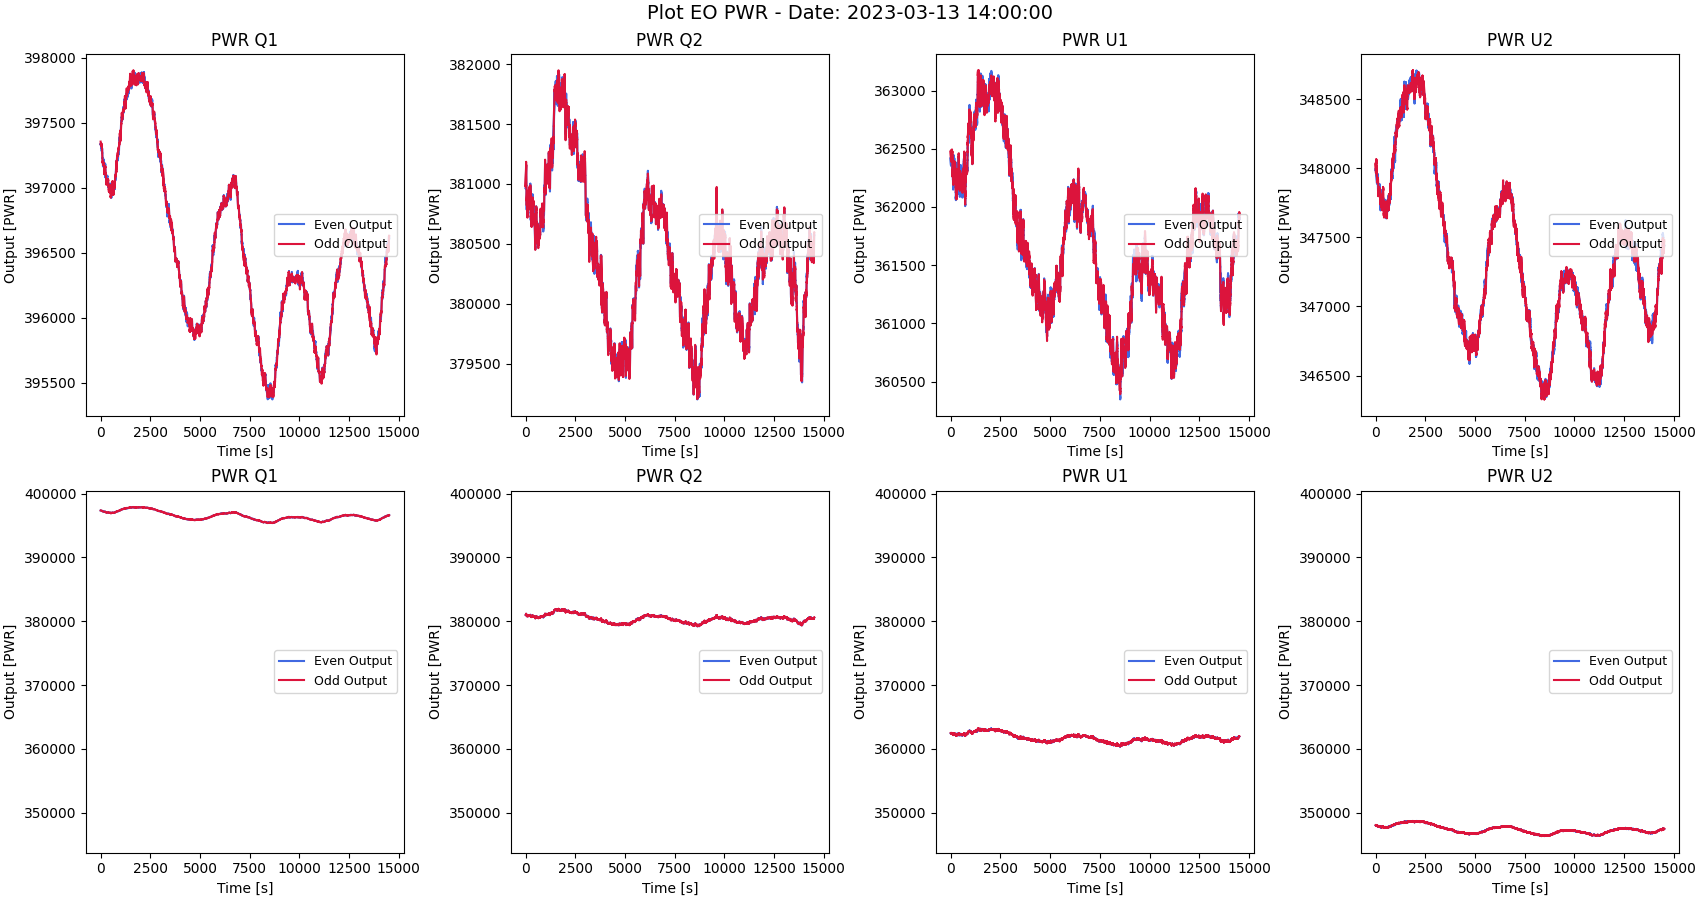 Plot EO PWR - Date: 2023-03-13 14:00:00
PWR Q1
Output [PWR]
398000
397500
397000
396500
396000
395500
Even Output
Odd Output
0 2500 5000 7500 10000 12500 15000
Time [s]
PWR Q2
Output [PWR]
382000
381500
381000
380500
380000
379500
Even Output
Odd Output
0 2500 5000 7500 10000 12500 15000
Time [s]
PWR U1
Output [PWR]
363000
362500
362000
361500
361000
360500
Even Output
Odd Output
0 2500 5000 7500 10000 12500 15000
Time [s]
PWR U2
Output [PWR]
348500
348000
347500
347000
346500
Even Output
Odd Output
0 2500 5000 7500 10000 12500 15000
Time [s]
PWR Q1
Output [PWR]
400000
390000
380000
370000
360000
350000
Even Output
Odd Output
0 2500 5000 7500 10000 12500 15000
Time [s]
PWR Q2
Output [PWR]
400000
390000
380000
370000
360000
350000
Even Output
Odd Output
0 2500 5000 7500 10000 12500 15000
Time [s]
PWR U1
Output [PWR]
400000
390000
380000
370000
360000
350000
Even Output
Odd Output
0 2500 5000 7500 10000 12500 15000
Time [s]
PWR U2
Output [PWR]
400000
390000
380000
370000
360000
350000
Even Output
Odd Output
0 2500 5000 7500 10000 12500 15000
Time [s]